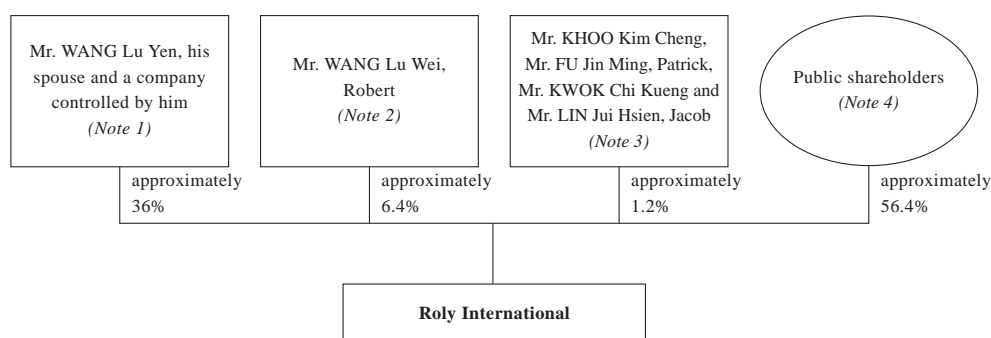 Mr. WANG Lu Yen, his
spouse and a company
controlled by him
(Note 1)
Mr. WANG Lu Wei,
Robert
(Note 2)
Mr. KHOO Kim Cheng,
Mr. FU Jin Ming, Patrick,
Mr. KWOK Chi Kueng and
Mr. LIN Jui Hsien, Jacob
(Note 3)
Public shareholders
(Note 4)
approximately
36%
approximately
6.4%
approximately
1.2%
approximately
56.4%
Roly International